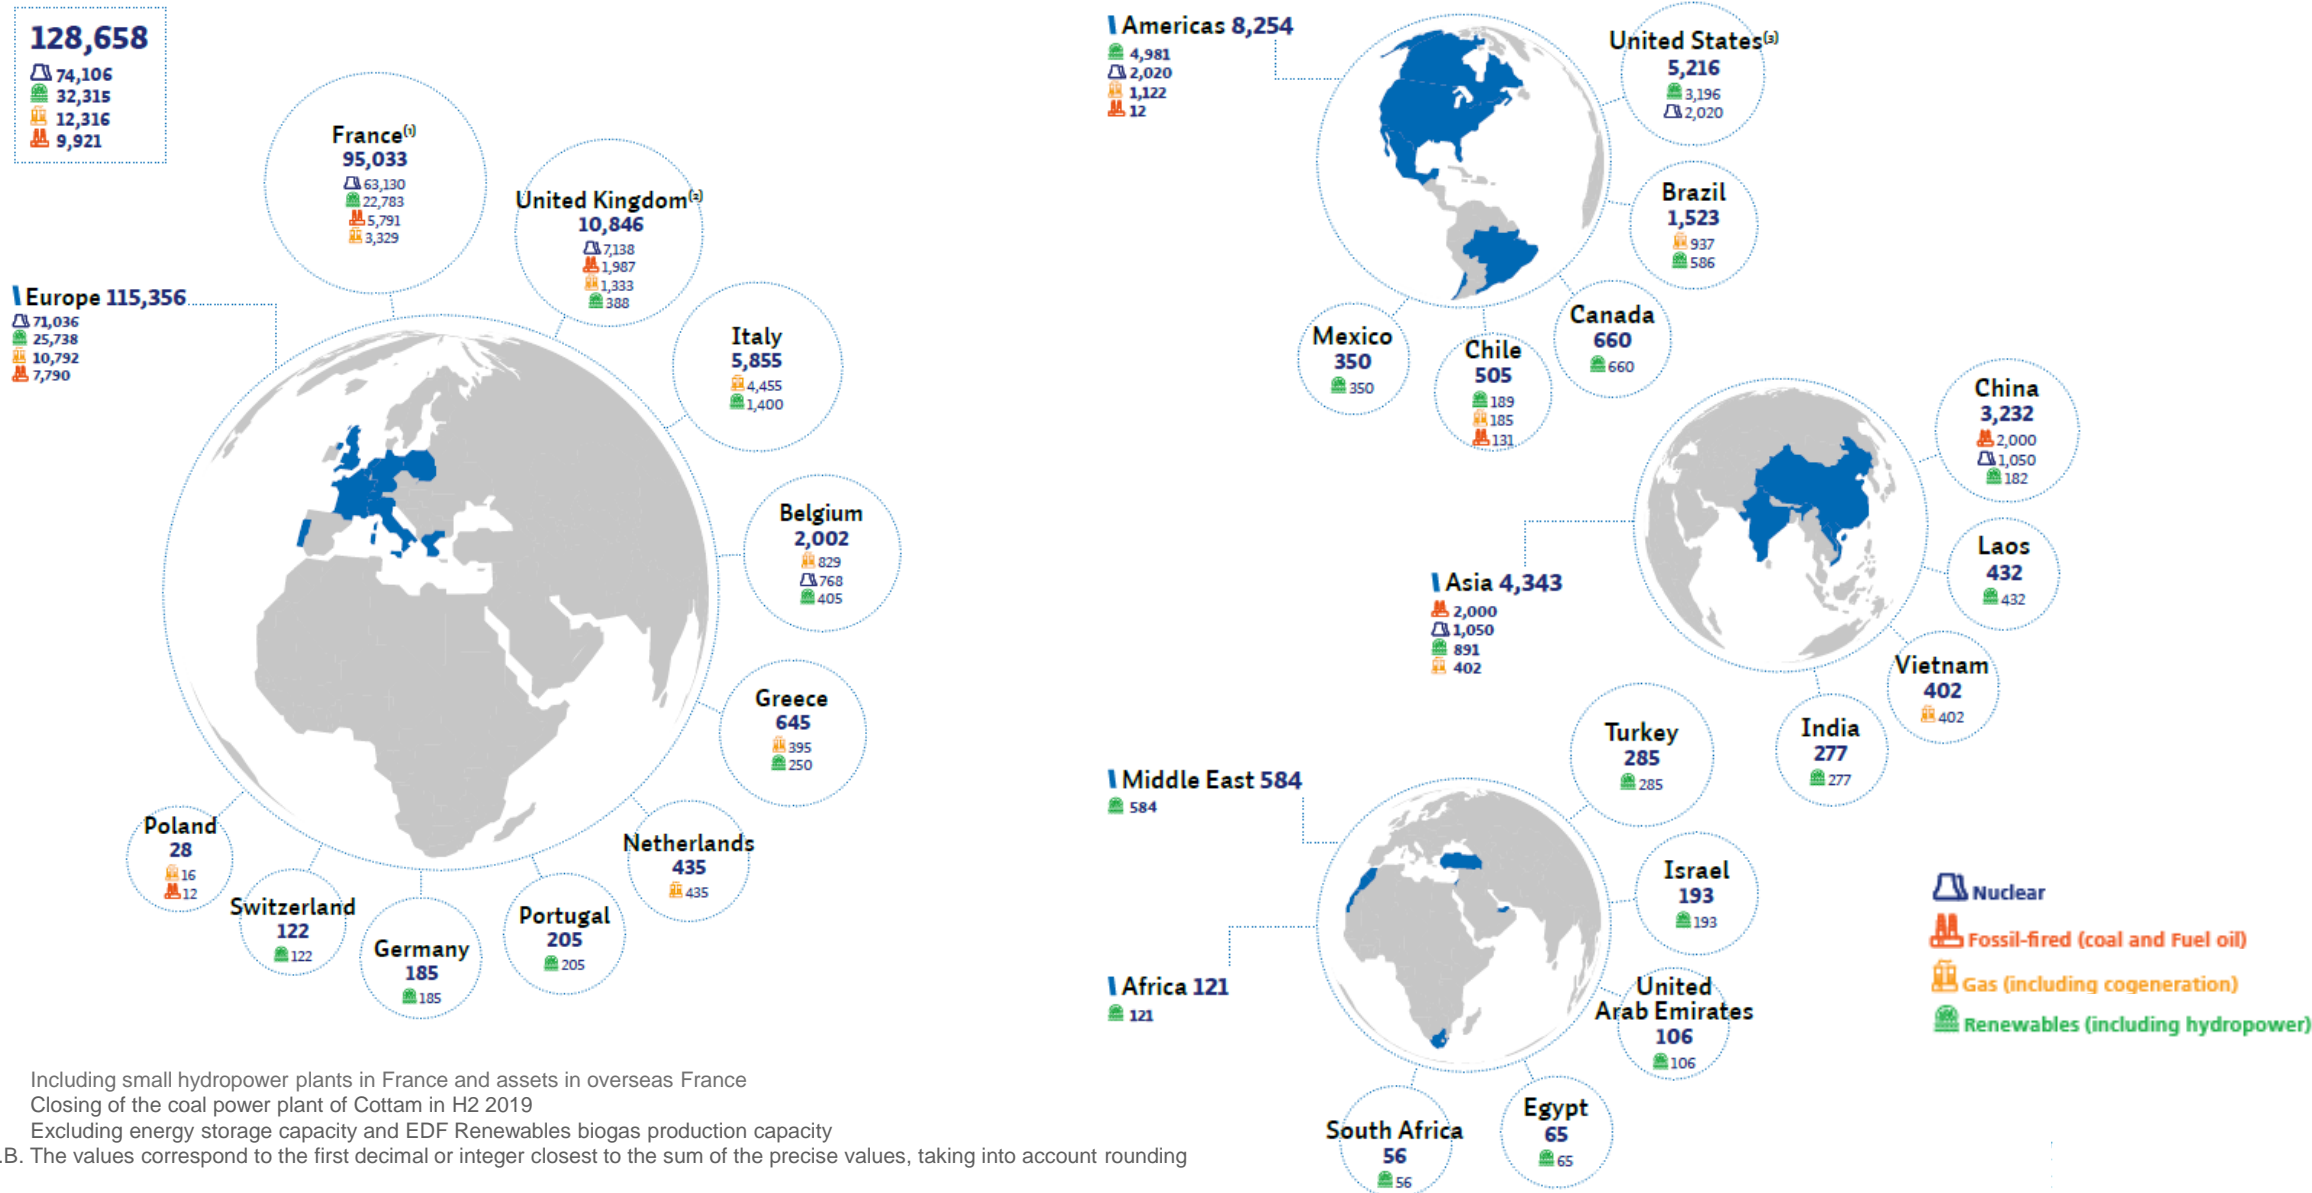 128,658
74,106
32,315
12,316
9,921
France(1)
95,033
63,130
22,783
5,791
3,329
United Kingdom(2)
10,846
7,138
1,987
1,333
388
Europe 115,356
71,036
25,738
10,792
7,790
Italy
5,855
4,455
1,400
Belgium
2,002
829
768
405
Greece
645
395
250
Netherlands
435
435
Portugal
205
205
Germany
185
185
Switzerland
122
122
Poland
28
16
12
Americas 8,254
4,981
2,020
1,122
12
United States(3)
5,216
3,196
2,020
Brazil
1,523
937
586
Canada
660
660
Chile
505
189
185
131
Mexico
350
350
Asia 4,343
2,000
1,050
891
402
China
3,232
2,000
1,050
182
Laos
432
432
Vietnam
402
402
India
277
277
Middle East 584
584
Turkey
285
285
Israel
193
193
United
Arab Emirates
106
106
Africa 121
121
Egypt
65
65
South Africa
56
56
Nuclear
Fossil-fired (coal and Fuel oil)
Gas (including cogeneration)
Renewables (including hydropower)
Including small hydropower plants in France and assets in overseas France
Closing of the coal power plant of Cottam in H2 2019
Excluding energy storage capacity and EDF Renewables biogas production capacity
.B. The values correspond to the first decimal or integer closest to the sum of the precise values, taking into account rounding